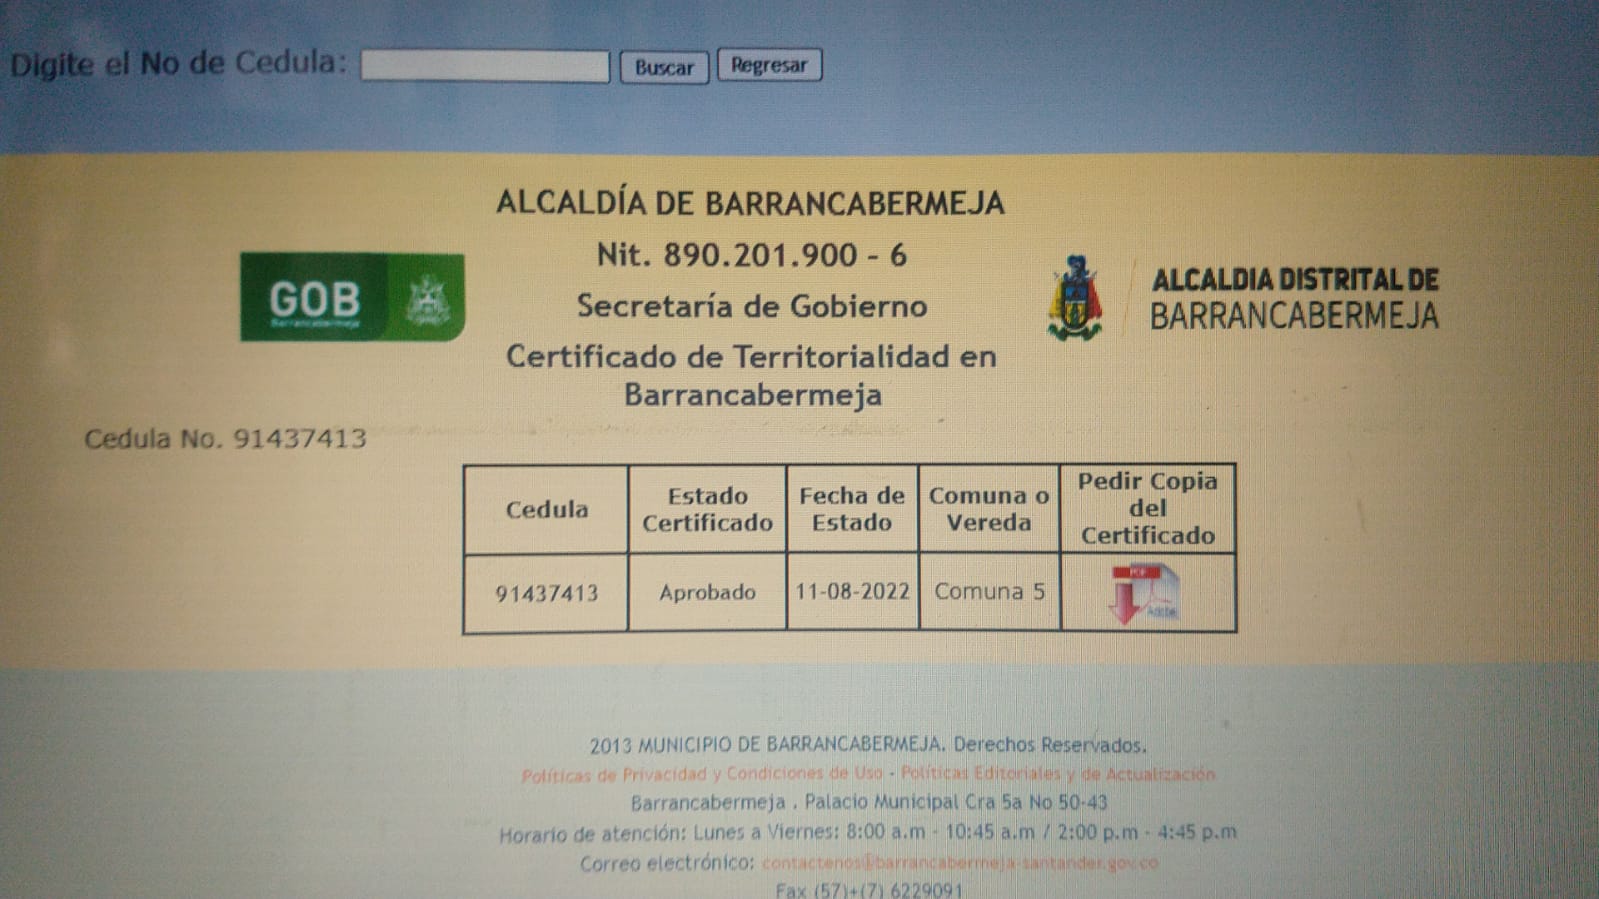 Digite el No de Cedula:
Buscar
Regresar
ALCALDÍA DE BARRANCABERMEJA
Nit. 890.201.900 - 6
Secretaría de Gobierno
Certificado de Territorialidad en
Barrancabermeja
GOB
Barrancabermeja
ALCALDIA DISTRITAL DE
BARRANCABERMEJA
Cedula No. 91437413
Cedula
Estado
Certificado
Fecha de
Estado
Comuna o
Vereda
Pedir Copia
del
Certificado
91437413
Aprobado
11-08-2022
Comuna 5
PDF
Adobe
2013 MUNICIPIO DE BARRANCABERMEJA. Derechos Reservados.
Políticas de Privacidad y Condiciones de Uso - Políticas Editoriales y de Actualización
Barrancabermeja . Palacio Municipal Cra 5a No 50-43
Horario de atención: Lunes a Viernes: 8:00 a.m - 10:45 a.m / 2:00 p.m - 4:45 p.m
Correo electrónico: contactenos@barrancabermeja-santander.gov.co
Fax (57)+(7) 6229091